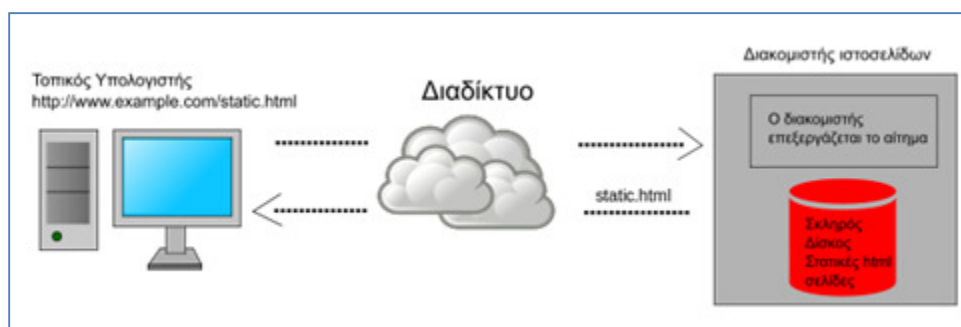 Τοπικός Υπολογιστής
http://www.example.com/static.html
Διαδίκτυο
Διακομιστής ιστοσελίδων
Ο διακομιστής
επεξεργάζεται το αίτημα
static.html
Σκληρός
Δίσκος
Στατικές html
σελίδες